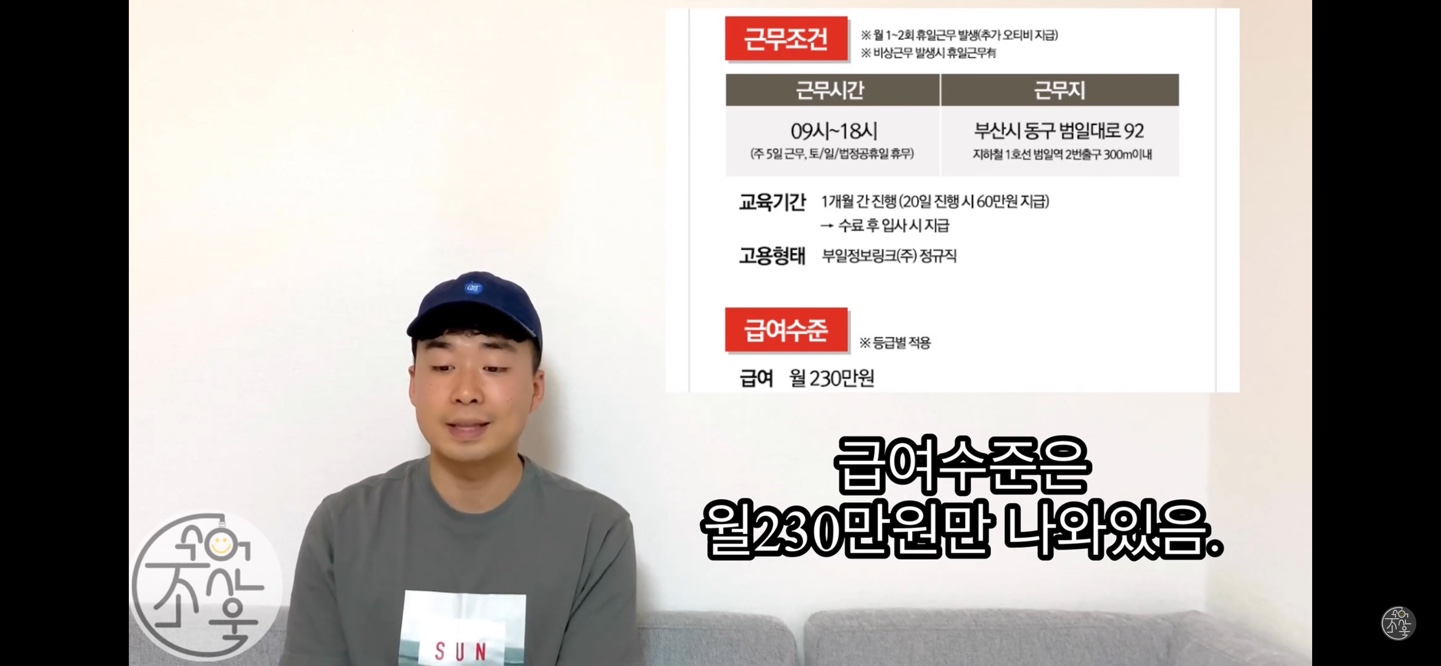 근무조건
※ 월 1~2회 휴일근무 발생(추가 오티비 지급)
※ 비상근무 발생시 휴일근무有
근무시간
근무지
09시~18시
(주 5일 근무, 토/일/법정공휴일 휴무)
부산시 동구 범일대로 92
지하철 1호선 범일역 2번출구 300m이내
교육기간 1개월 간 진행 (20일 진행 시 60만원 지급)
→ 수료 후 입사 시 지급
고용형태 부일정보링크(주) 정규직
급여수준
※ 등급별 적용
급여 월 230만원
급여수준은
월230만원만 나와있음.
SUN